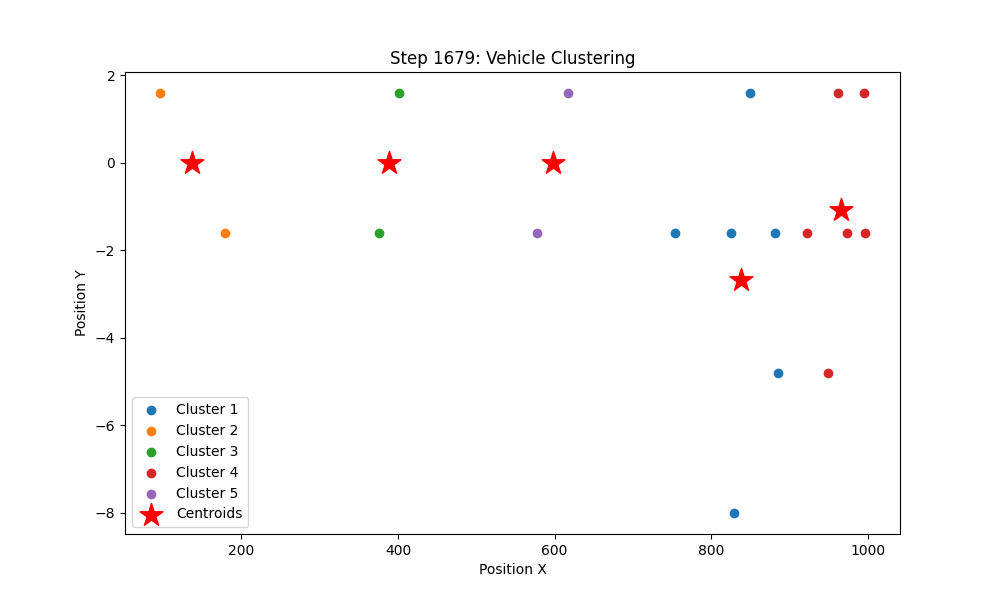 Step 1679: Vehicle Clustering
2
0
−2
−4
−6
−8
Position Y
Cluster 1
Cluster 2
Cluster 3
Cluster 4
Cluster 5
Centroids
200 400 600 800 1000
Position X